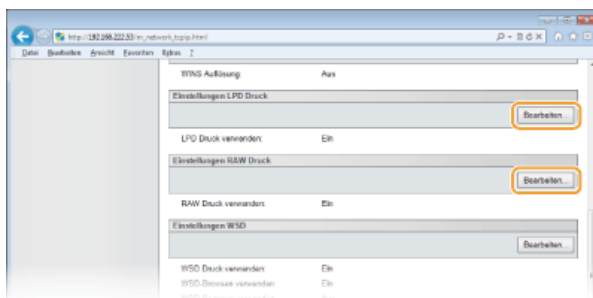 http://192.168.222.53/m_network_tcpip.html
Datei Bearbeiten Ansicht Favoriten Extras ?
WINS Auflösung: Aus
Einstellungen LPD Druck
Bearbeiten...
LPD Druck verwenden: Ein
Einstellungen RAW Druck
Bearbeiten...
RAW Druck verwenden: Ein
Einstellungen WSD
Bearbeiten...
WSD Druck verwenden: Ein
WSD-Browsen verwenden: Ein